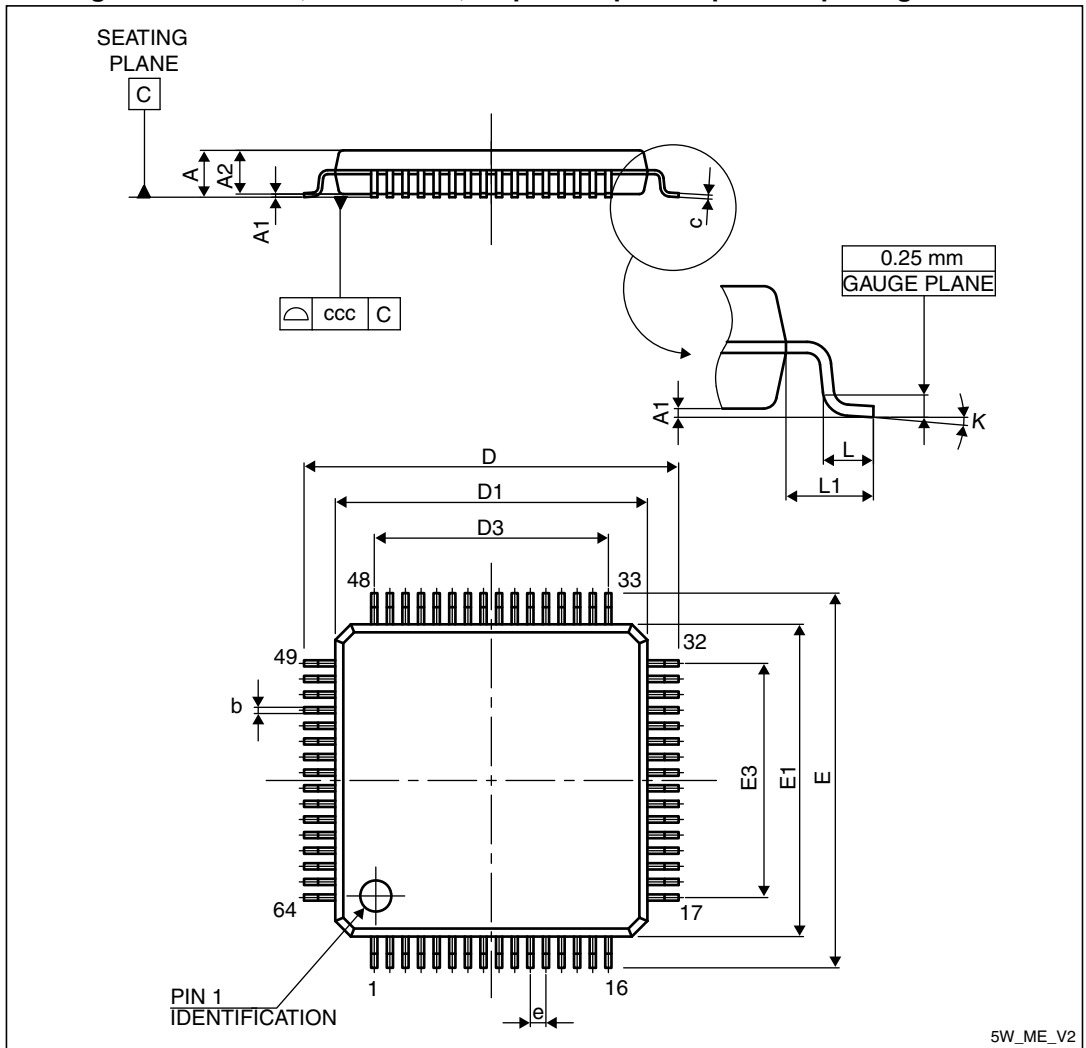 SEATING
PLANE
C
A
A2
A1
c
ccc C
0.25 mm
GAUGE PLANE
A1
K
L
L1
D
D1
D3
48
33
49
32
b
E3
E1
E
64
17
PIN 1
IDENTIFICATION
1
16
e
5W_ME_V2